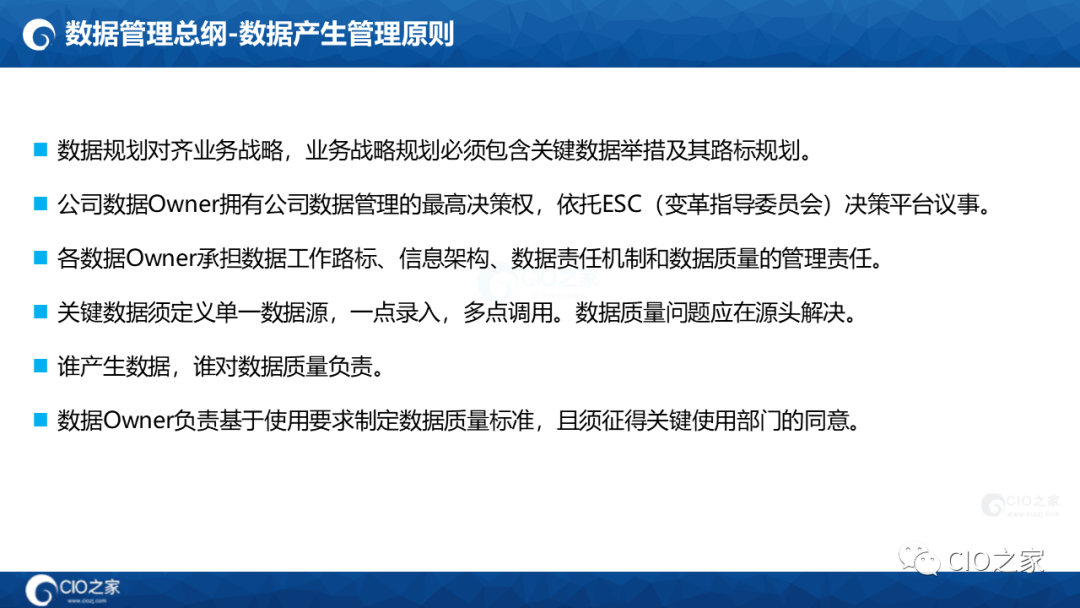 数据管理总纲-数据产生管理原则
数据规划对齐业务战略，业务战略规划必须包含关键数据举措及其路标规划。
公司数据Owner拥有公司数据管理的最高决策权，依托ESC（变革指导委员会）决策平台议事。
各数据Owner承担数据工作路标、信息架构、数据责任机制和数据质量的管理责任。
CIO之家
关键数据须定义单一数据源，一点录入，多点调用。数据质量问题应在源头解决。
谁产生数据，谁对数据质量负责。
数据Owner负责基于使用要求制定数据质量标准，且须征得关键使用部门的同意。
CIO之家
www.ciozj.com
CIO之家
CIO之家
www.ciozj.com